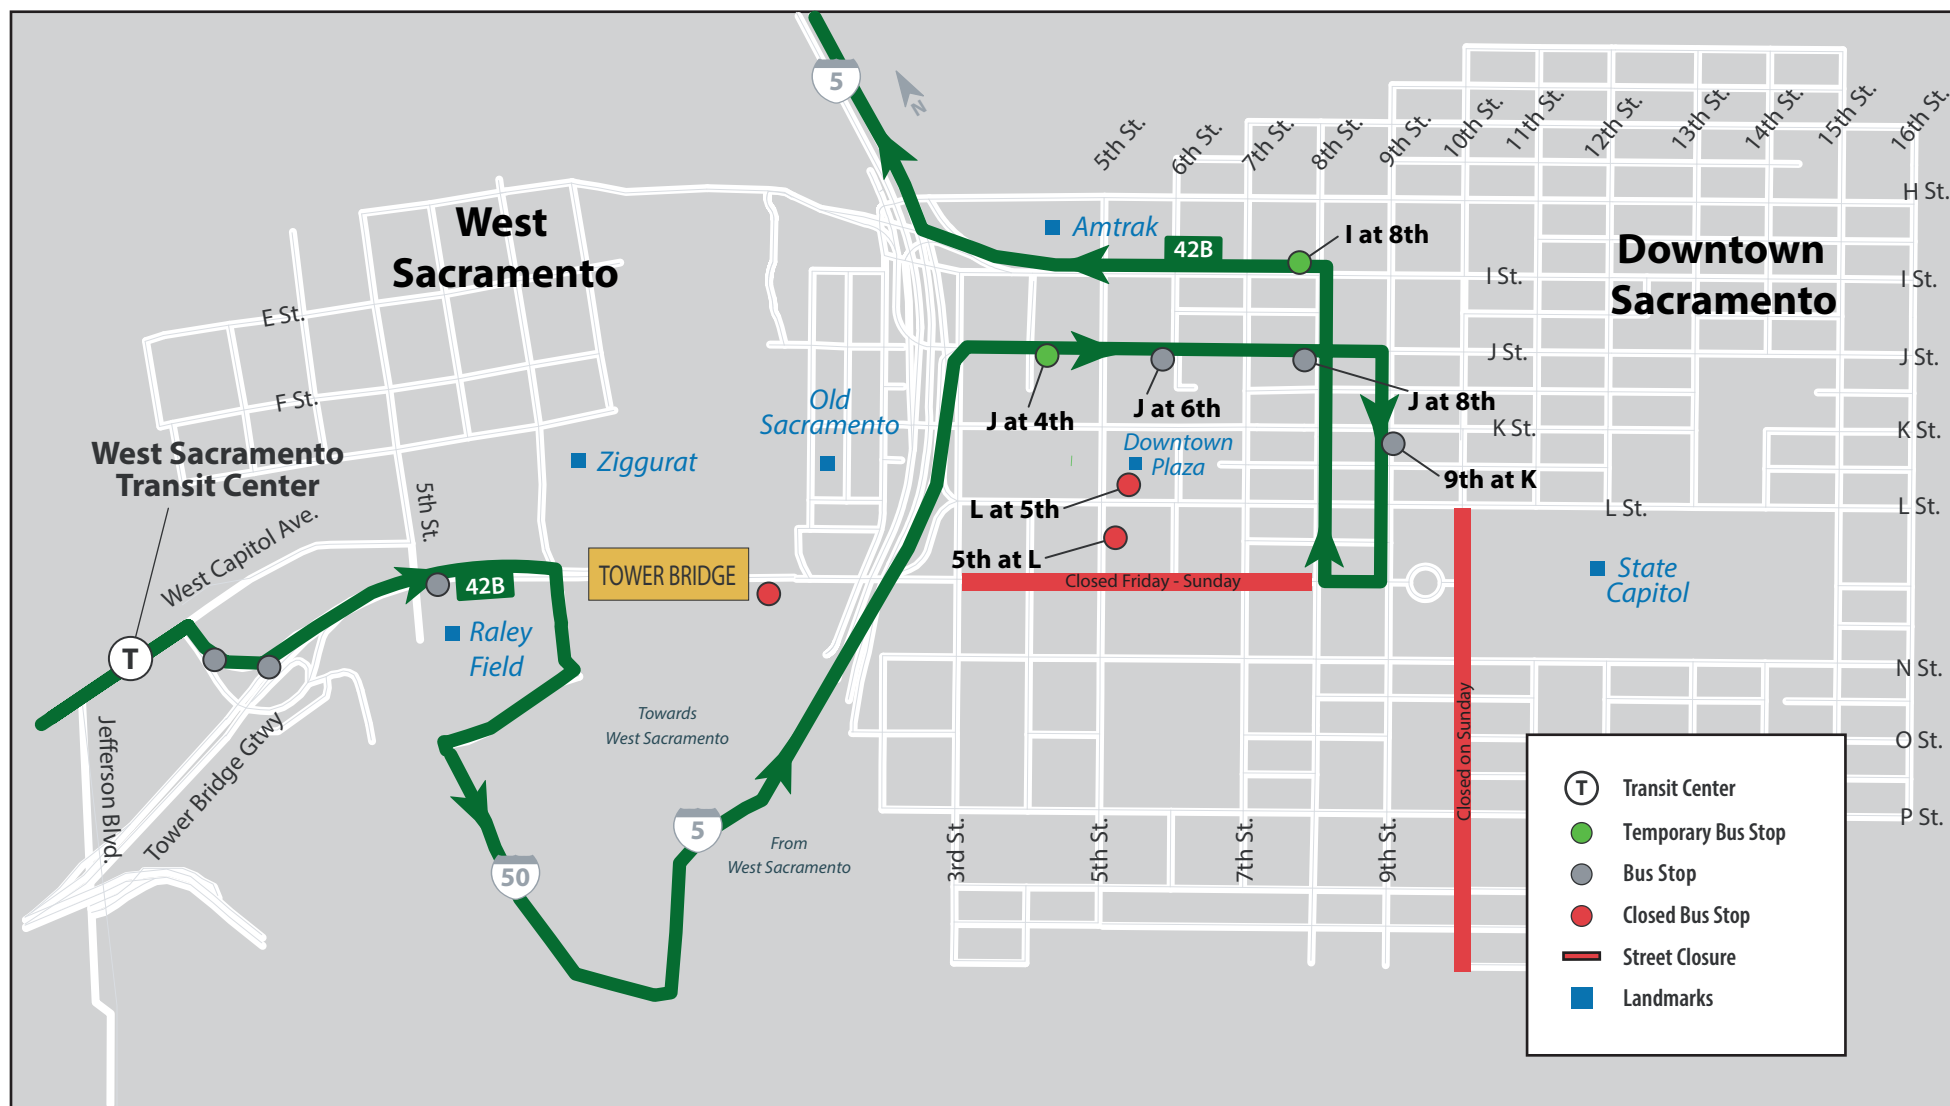 5
N
5th St.
6th St.
7th St.
8th St.
9th St.
10th St.
11th St.
12th St.
13th St.
14th St.
15th St.
16th St.
H St.
West
Sacramento
Amtrak
42B
I at 8th
Downtown
Sacramento
I St.
I St.
E St.
F St.
J St.
J St.
Old
Sacramento
J at 4th
J at 6th
J at 8th
K St.
K St.
West Sacramento
Transit Center
Ziggurat
Downtown
Plaza
9th at K
5th St.
West Capitol Ave.
L at 5th
L St.
L St.
5th at L
TOWER BRIDGE
42B
Closed Friday - Sunday
State
Capitol
Raley
Field
T
N St.
Towards
West Sacramento
Jefferson Blvd.
Tower Bridge Gtwy
Closed on Sunday
O St.
5
From
West Sacramento
50
3rd St.
5th St.
7th St.
9th St.
P St.
T Transit Center
Temporary Bus Stop
Bus Stop
Closed Bus Stop
Street Closure
Landmarks